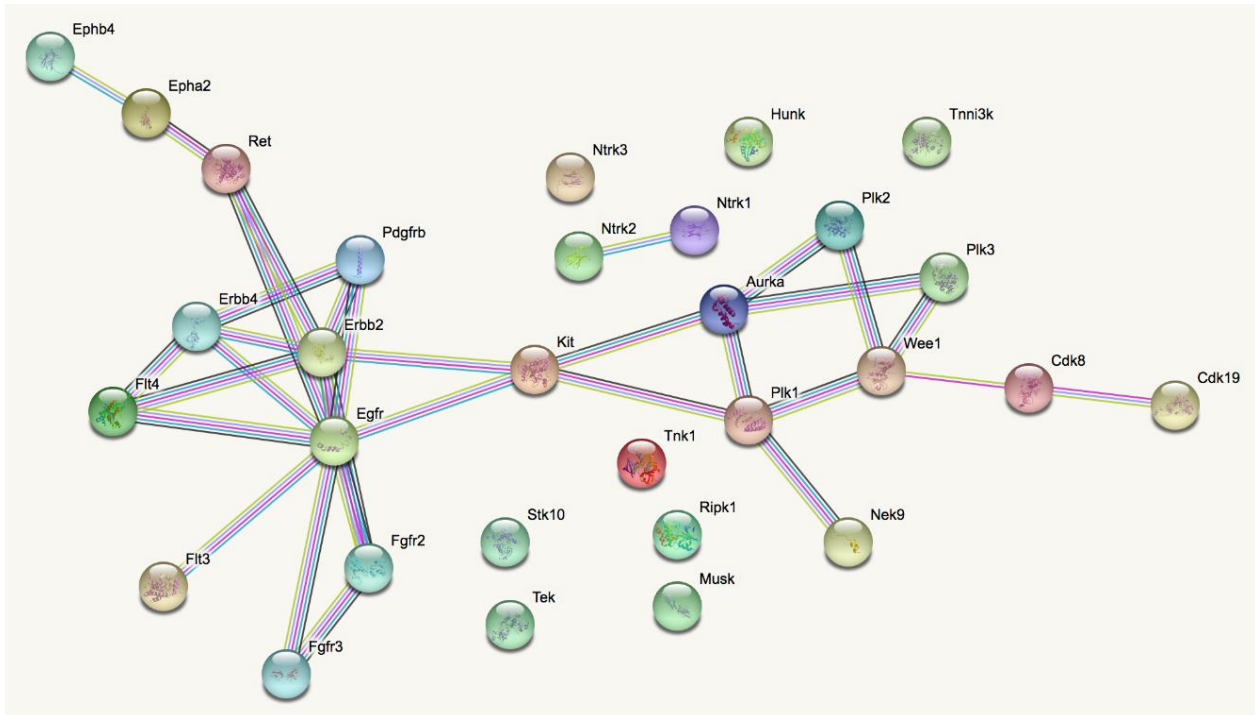 Ephb4
Epha2
Ret
Hunk
Tnni3k
Ntrk3
Ntrk1
Plk2
Ntrk2
Pdgfrb
Plk3
Aurka
Erbb4
Erbb2
Kit
Wee1
Cdk8
Cdk19
Flt4
Plk1
Egfr
Tnk1
Ripk1
Stk10
Nek9
Fgfr2
Flt3
Musk
Tek
Fgfr3